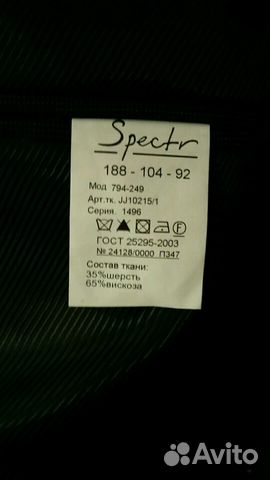 Spectr
188 - 104 - 92
Мод 794-249
Арт.тк. JJ10215/1
Серия. 1496
ГОСТ 25295-2003
№ 24128/0000 П347
Состав ткани:
35%шерсть
65%вискоза
Avito